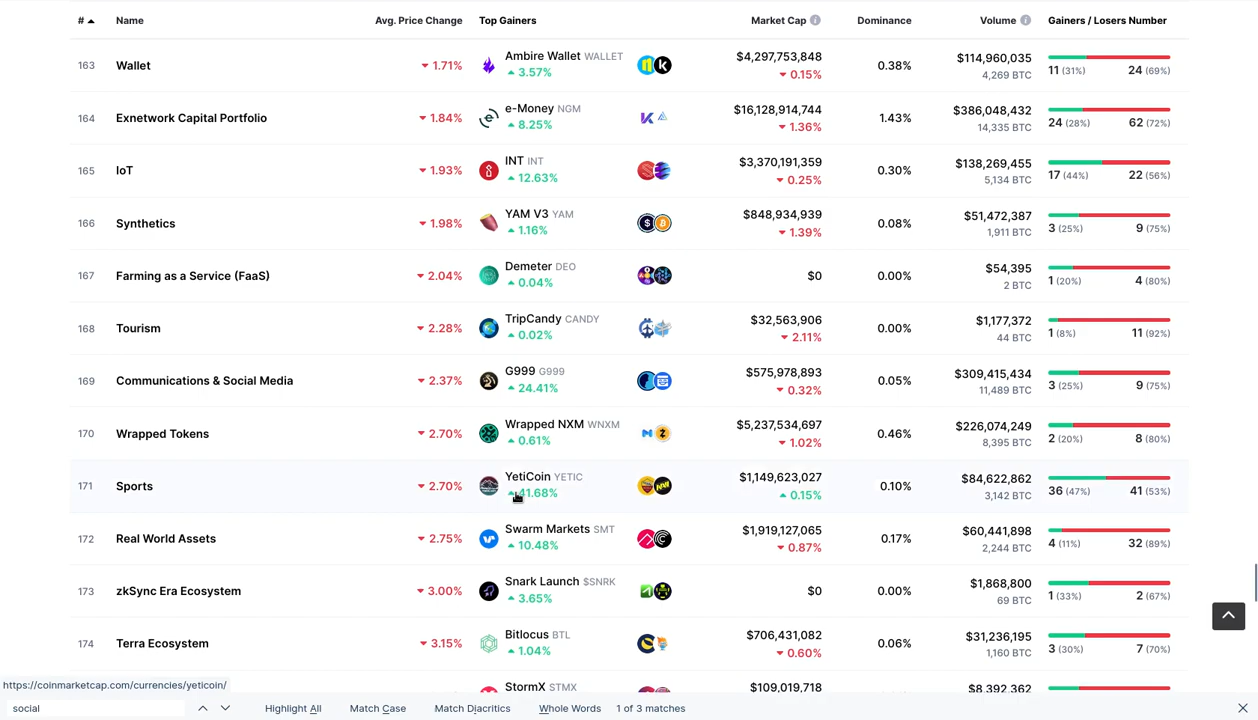 # Name Avg. Price Change Top Gainers Market Cap Dominance Volume Gainers / Losers Number
163 Wallet 1.71% Ambire Wallet WALLET 3.57% $4,297,753,848 0.15% 0.38% $114,960,035 4,269 BTC 11 (31%) 24 (69%)
164 Exnetwork Capital Portfolio 1.84% e-Money NGM 8.25% $16,128,914,744 1.36% 1.43% $386,048,432 14,335 BTC 24 (28%) 62 (72%)
165 IoT 1.93% INT INT 12.63% $3,370,191,359 0.25% 0.30% $138,269,455 5,134 BTC 17 (44%) 22 (56%)
166 Synthetics 1.98% YAM V3 YAM 1.16% $848,934,939 1.39% 0.08% $51,472,387 1,911 BTC 3 (25%) 9 (75%)
167 Farming as a Service (FaaS) 2.04% Demeter DEO 0.04% $0 0.00% $54,395 2 BTC 1 (20%) 4 (80%)
168 Tourism 2.28% TripCandy CANDY 0.02% $32,563,906 2.11% 0.00% $1,177,372 44 BTC 1 (8%) 11 (92%)
169 Communications & Social Media 2.37% G999 G999 24.41% $575,978,893 0.32% 0.05% $309,415,434 11,489 BTC 3 (25%) 9 (75%)
170 Wrapped Tokens 2.70% Wrapped NXM WNXM 0.61% $5,237,534,697 1.02% 0.46% $226,074,249 8,395 BTC 2 (20%) 8 (80%)
171 Sports 2.70% YetiCoin YETIC 41.68% $1,149,623,027 0.15% 0.10% $84,622,862 3,142 BTC 36 (47%) 41 (53%)
172 Real World Assets 2.75% Swarm Markets SMT 10.48% $1,919,127,065 0.87% 0.17% $60,441,898 2,244 BTC 4 (11%) 32 (89%)
173 zkSync Era Ecosystem 3.00% Snark Launch $SNRK 3.65% $0 0.00% $1,868,800 69 BTC 1 (33%) 2 (67%)
174 Terra Ecosystem 3.15% Bitlocus BTL 1.04% $706,431,082 0.60% 0.06% $31,236,195 1,160 BTC 3 (30%) 7 (70%)
StormX STMX $109,019,718 $8,392,362
https://coinmarketcap.com/currencies/yeticoin/
social Highlight All Match Case Match Diacritics Whole Words 1 of 3 matches